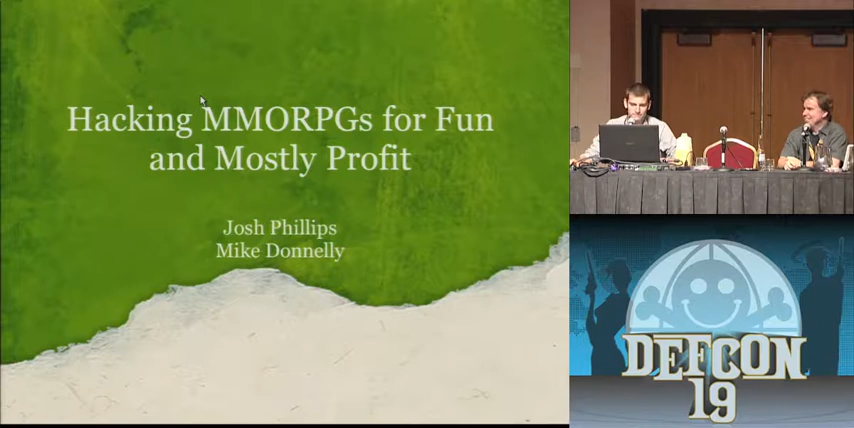 Hacking MMORPGs for Fun
and Mostly Profit
Josh Phillips
Mike Donnelly
DEFCON
19